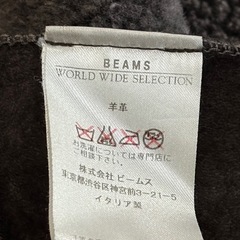 BEAMS
WORLD WIDE SELECTION
羊革
お洗濯については専門店に
ご相談下さい
株式会社 ビームス
東京都渋谷区神宮前3-21-5
イタリア製